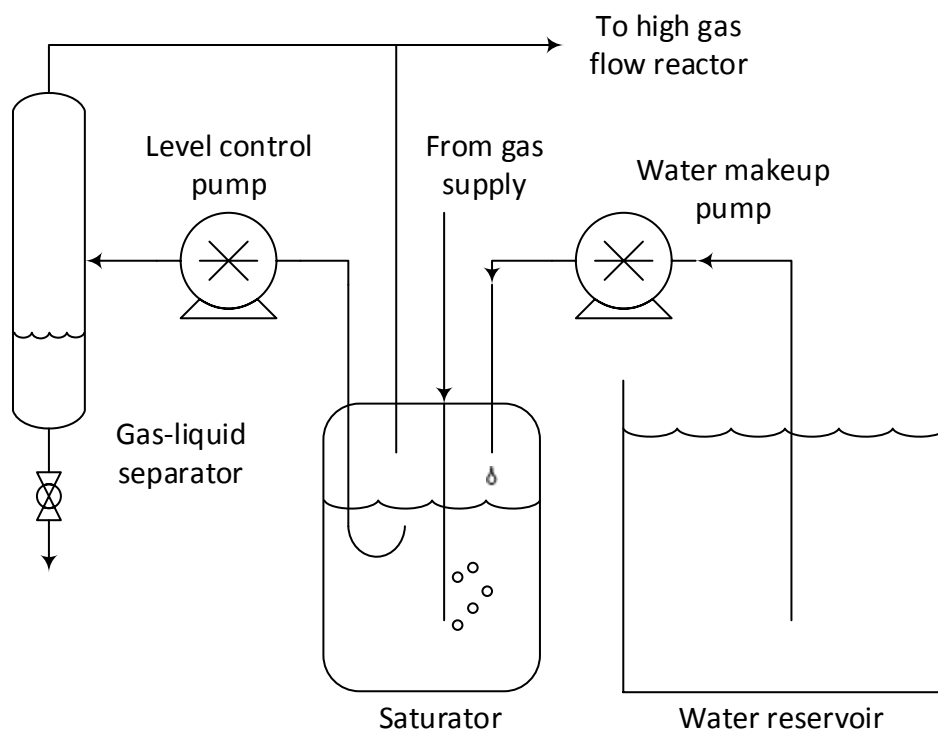 To high gas
flow reactor
Level control
pump
From gas
supply
Water makeup
pump
Gas-liquid
separator
Saturator
Water reservoir